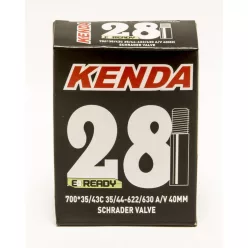 KENDA
28
E READY
700*35/43C 35/44-622/630 A/V 40MM
SCHRADER VALVE